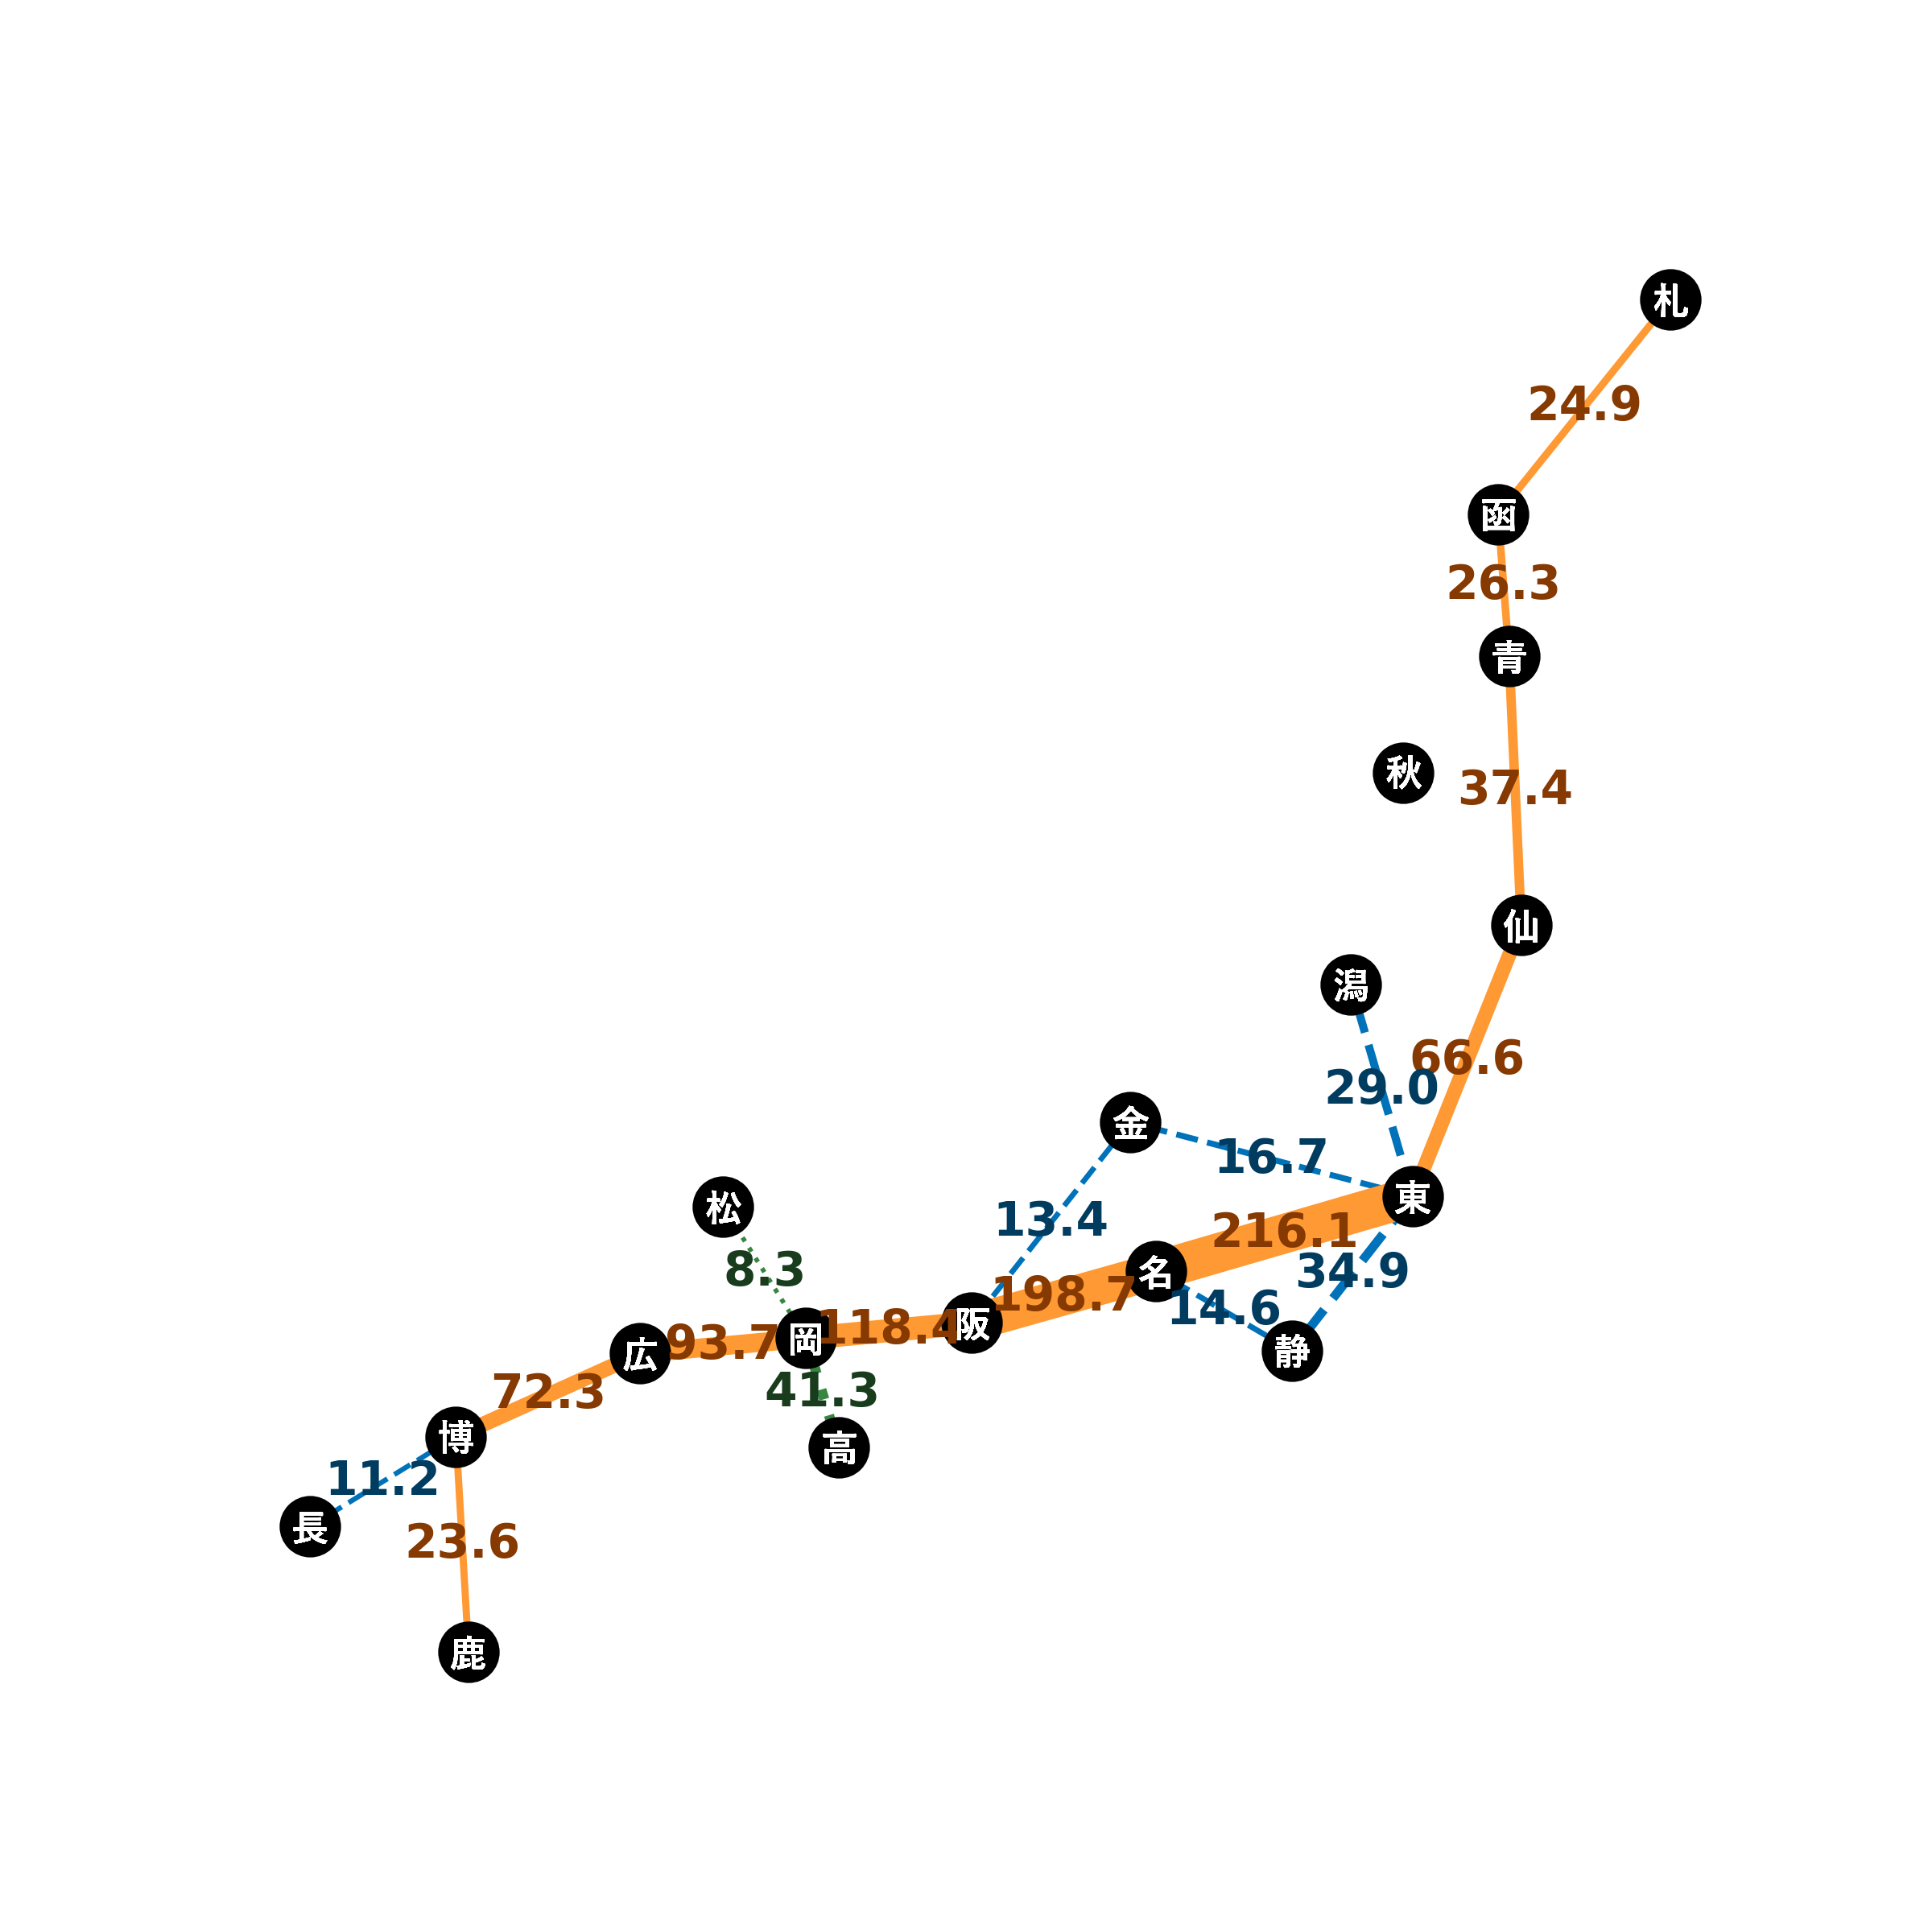 札
24.9
函
26.3
青
秋
37.4
仙
潟
66.6
29.0
金
16.7
東
松
13.4
216.1
8.3
名
34.9
198.7
14.6
阪
118.4
岡
93.7
広
静
41.3
72.3
博
高
11.2
長
23.6
鹿